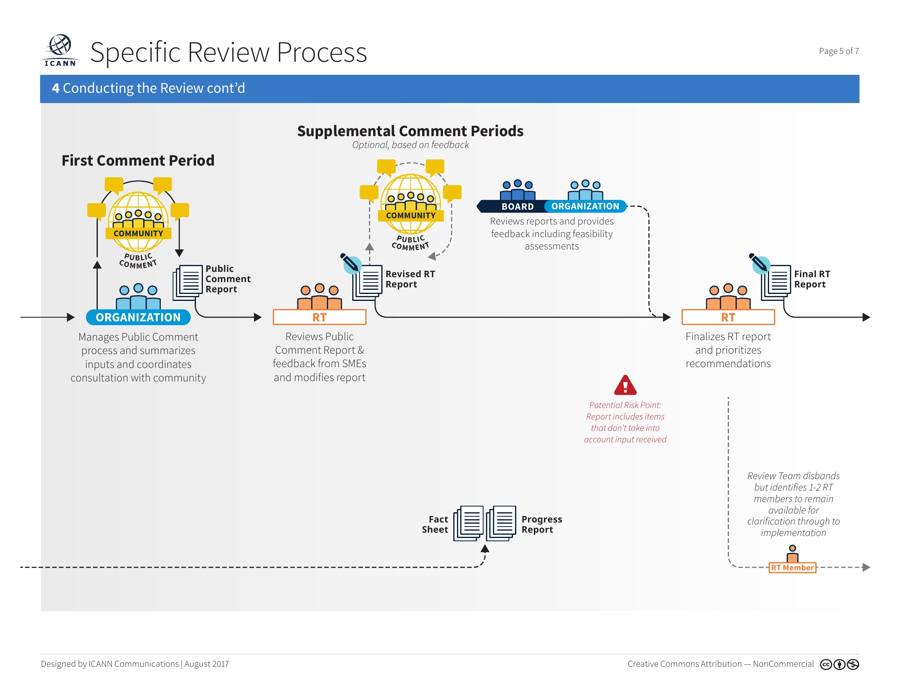 ICANN
Specific Review Process
Page 5 of 7
4 Conducting the Review cont'd
First Comment Period
COMMUNITY
PUBLIC
COMMENT
Public
Comment
Report
ORGANIZATION
Manages Public Comment
process and summarizes
inputs and coordinates
consultation with community
Supplemental Comment Periods
Optional, based on feedback
COMMUNITY
PUBLIC
COMMENT
Revised RT
Report
RT
Reviews Public
Comment Report &
feedback from SMEs
and modifies report
BOARD
ORGANIZATION
Reviews reports and provides
feedback including feasibility
assessments
Final RT
Report
RT
Finalizes RT report
and prioritizes
recommendations
Potential Risk Point:
Report includes items
that don't take into
account input received
Review Team disbands
but identifies 1-2 RT
members to remain
available for
clarification through to
implementation
RT Member
Fact
Sheet
Progress
Report
Designed by ICANN Communications | August 2017
Creative Commons Attribution — NonCommercial